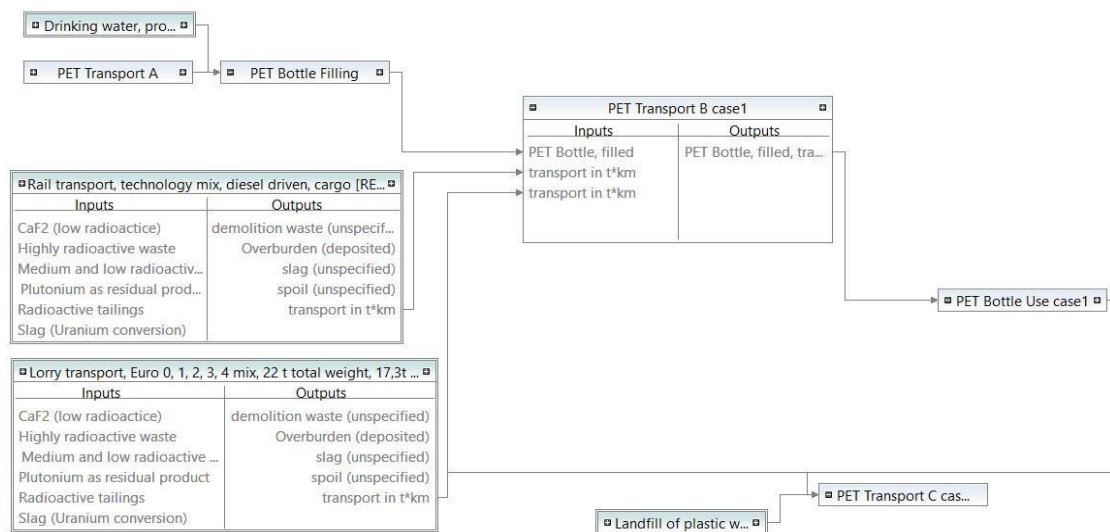 Drinking water, pro...
PET Transport A
PET Bottle Filling
PET Transport B case1
Inputs
Outputs
PET Bottle, filled
PET Bottle, filled, tra...
transport in t*km
transport in t*km
Rail transport, technology mix, diesel driven, cargo [RE...
Inputs
Outputs
CaF2 (low radioactice)
demolition waste (unspecif...
Highly radioactive waste
Overburden (deposited)
Medium and low radioactiv...
slag (unspecified)
Plutonium as residual prod...
spoil (unspecified)
Radioactive tailings
transport in t*km
Slag (Uranium conversion)
PET Bottle Use case1
Lorry transport, Euro 0, 1, 2, 3, 4 mix, 22 t total weight, 17,3t ...
Inputs
Outputs
CaF2 (low radioactice)
demolition waste (unspecified)
Highly radioactive waste
Overburden (deposited)
Medium and low radioactive ...
slag (unspecified)
Plutonium as residual product
spoil (unspecified)
Radioactive tailings
transport in t*km
Slag (Uranium conversion)
PET Transport C cas...
Landfill of plastic w...